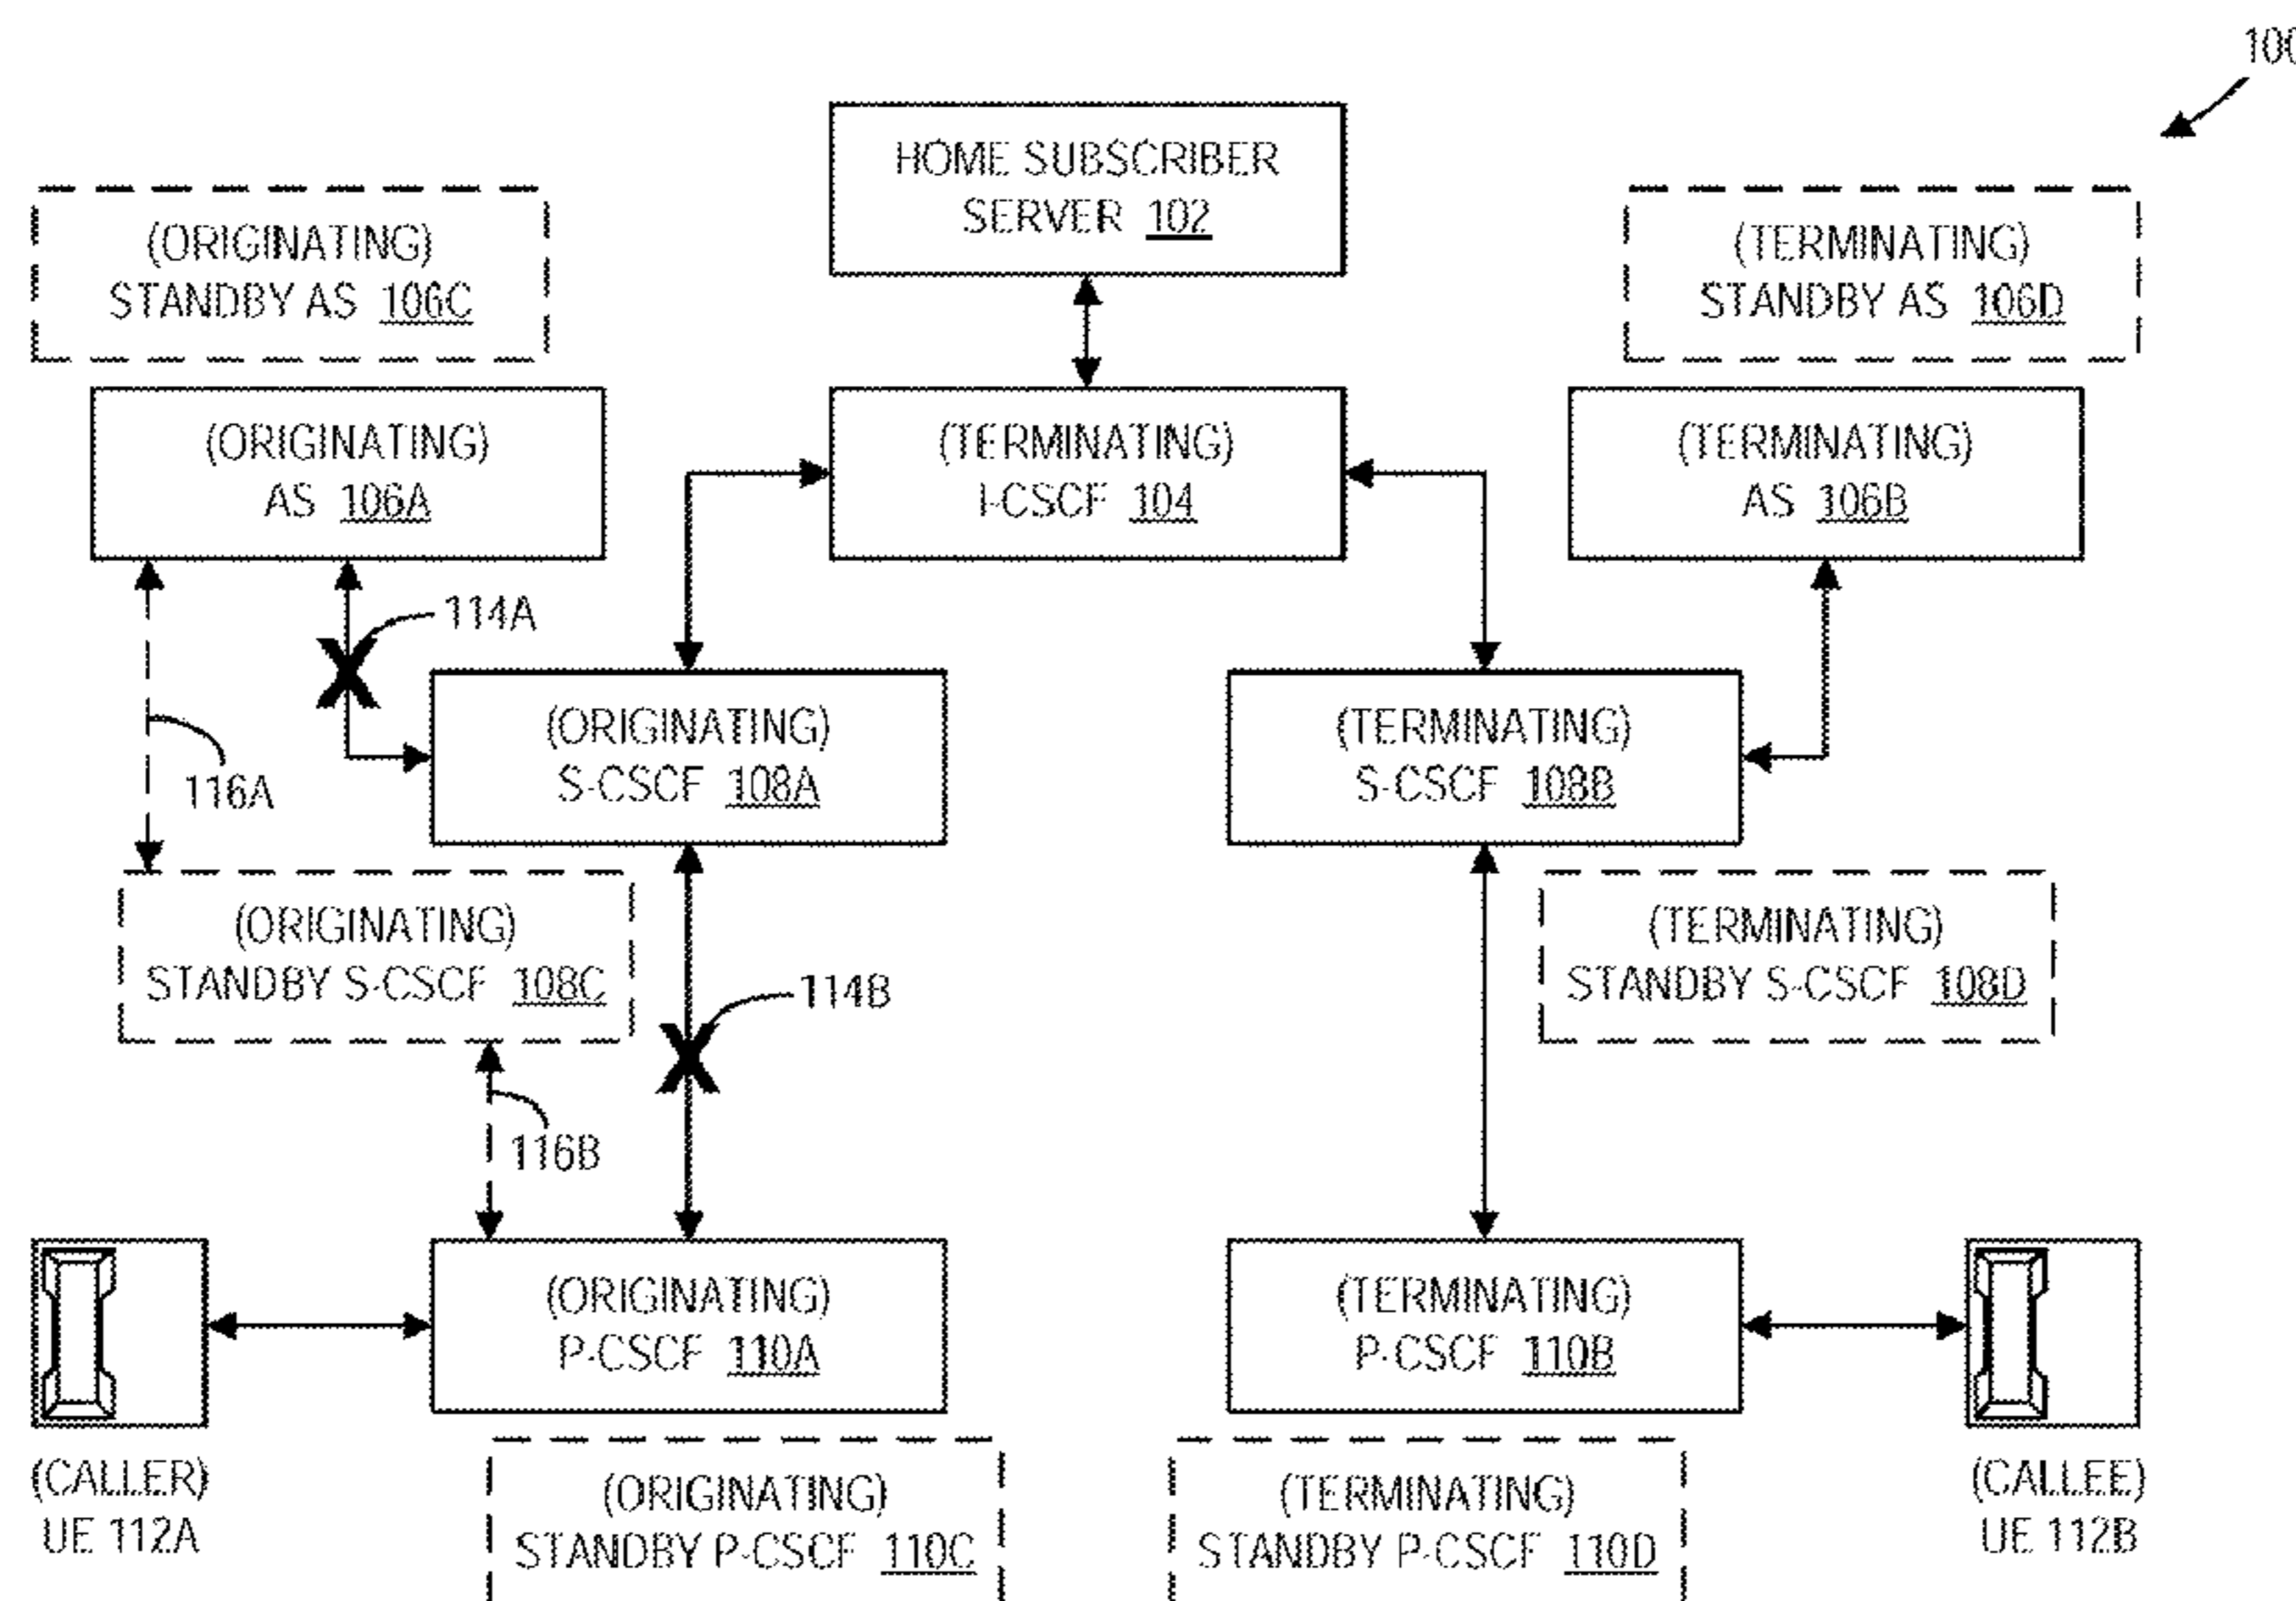 100
HOME SUBSCRIBER
SERVER 102
(ORIGINATING)
STANDBY AS 106C
(TERMINATING)
STANDBY AS 106D
(ORIGINATING)
AS 106A
(TERMINATING)
I-CSCF 104
(TERMINATING)
AS 106B
114A
(ORIGINATING)
S-CSCF 108A
(TERMINATING)
S-CSCF 108B
116A
(ORIGINATING)
STANDBY S-CSCF 108C
(TERMINATING)
STANDBY S-CSCF 108D
114B
116B
(ORIGINATING)
P-CSCF 110A
(TERMINATING)
P-CSCF 110B
(CALLER)
UE 112A
(ORIGINATING)
STANDBY P-CSCF 110C
(TERMINATING)
STANDBY P-CSCF 110D
(CALLEE)
UE 112B